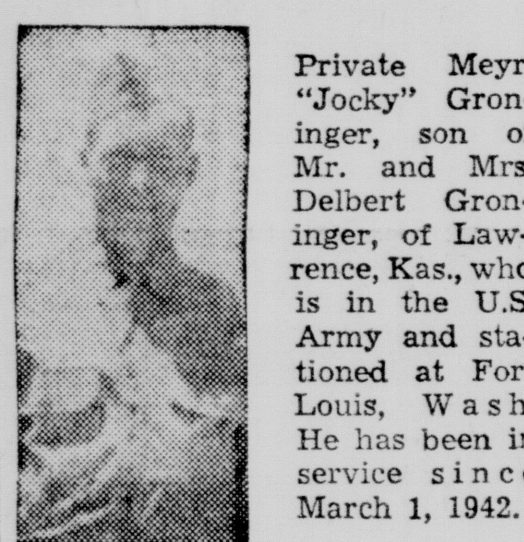 Private Meyr
"Jocky" Gron-
inger, son o
Mr. and Mrs
Delbert Gron-
inger, of Law-
rence, Kas., who
is in the U.S
Army and sta-
tioned at For
Louis, Wash
He has been i
service since
March 1, 1942.